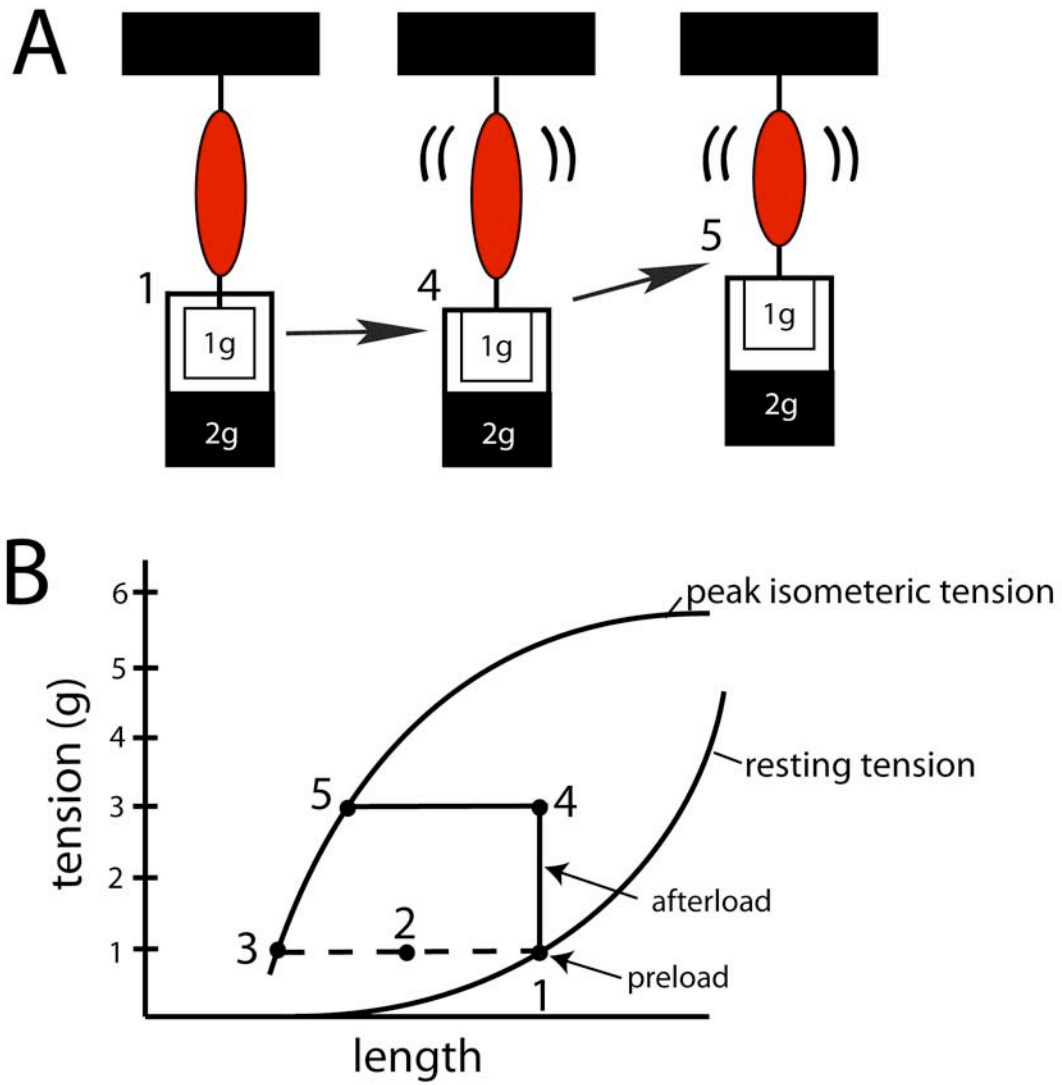 A
1
4
5
1g
1g
1g
2g
2g
2g
B
6
5
4
3
2
1
tension (g)
length
peak isometeric tension
resting tension
afterload
preload
5
4
3
2
1